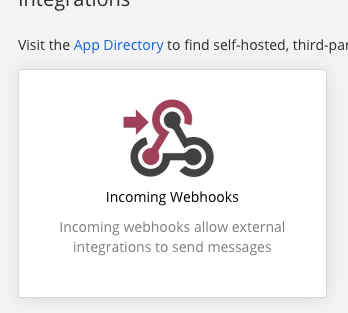 Integrations
Visit the App Directory to find self-hosted, third-par
Incoming Webhooks
Incoming webhooks allow external
integrations to send messages